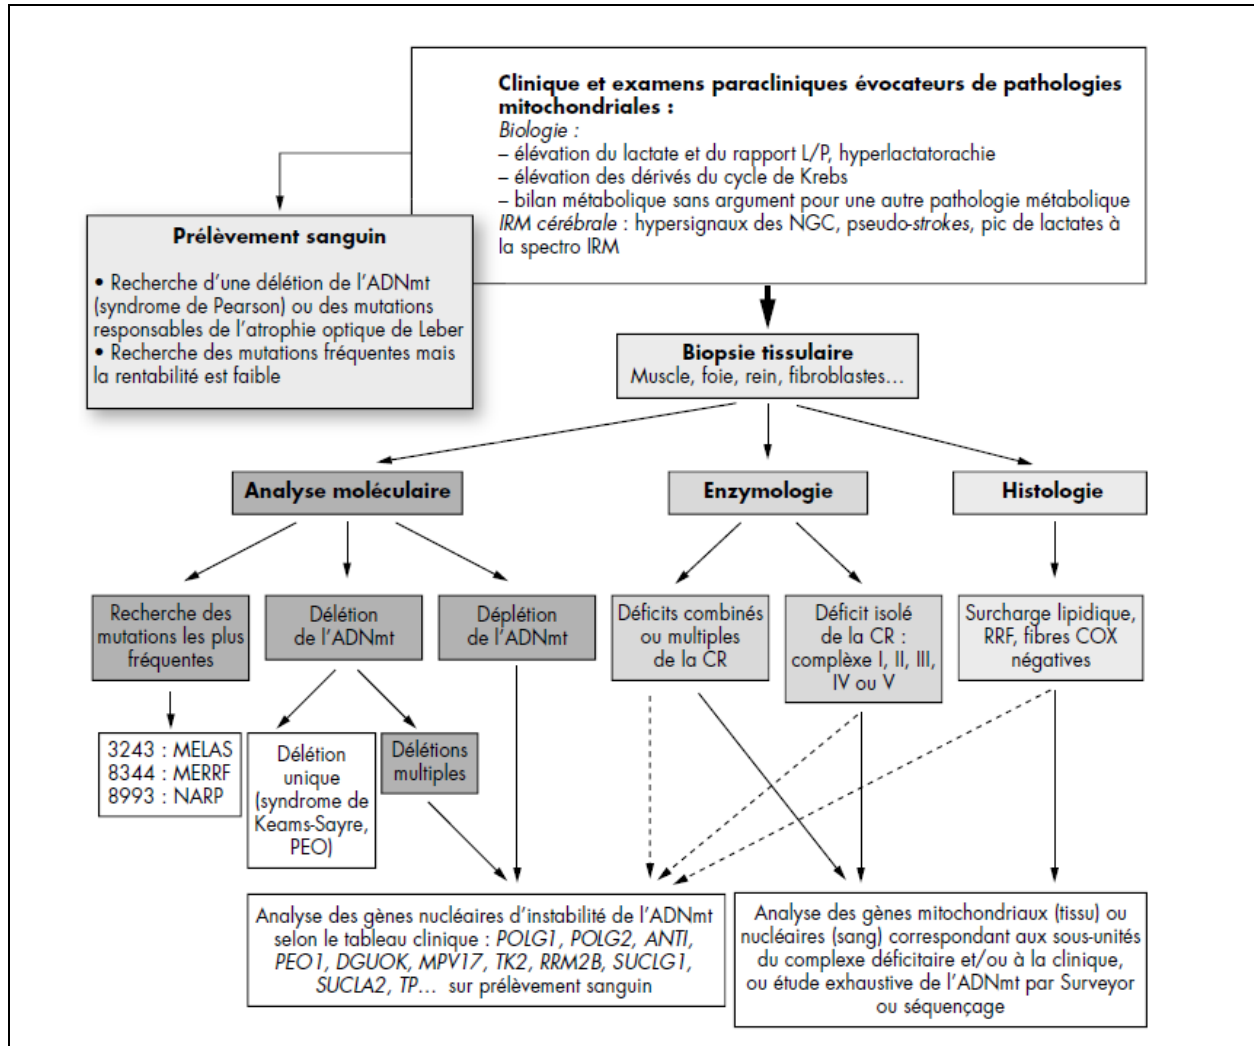 Clinique et examens paracliniques évocateurs de pathologies
mitochondriales :
Biologie :
– élévation du lactate et du rapport L/P, hyperlactatorachie
– élévation des dérivés du cycle de Krebs
– bilan métabolique sans argument pour une autre pathologie métabolique
IRM cérébrale : hypersignaux des NGC, pseudo-strokes, pic de lactates à
la spectro IRM
Prélèvement sanguin
• Recherche d’une délétion de l’ADNmt
(syndrome de Pearson) ou des mutations
responsables de l’atrophie optique de Leber
• Recherche des mutations fréquentes mais
la rentabilité est faible
Biopsie tissulaire
Muscle, foie, rein, fibroblastes...
Analyse moléculaire
Enzymologie
Histologie
Recherche des
mutations les plus
fréquentes
Délétion
de l’ADNmt
Déplétion
de l’ADNmt
Déficits combinés
ou multiples
de la CR
Déficit isolé
de la CR :
complèxe I, II, III,
IV ou V
Surcharge lipidique,
RRF, fibres COX
négatives
3243 : MELAS
8344 : MERRF
8993 : NARP
Délétion
unique
(syndrome de
Keams-Sayre,
PEO)
Délétions
multiples
Analyse des gènes nucléaires d’instabilité de l’ADNmt
selon le tableau clinique : POLG1, POLG2, ANTI,
PEO1, DGUOK, MPV17, TK2, RRM2B, SUCLG1,
SUCLA2, TP... sur prélèvement sanguin
Analyse des gènes mitochondriaux (tissu) ou
nucléaires (sang) correspondant aux sous-unités
du complexe déficitaire et/ou à la clinique,
ou étude exhaustive de l’ADNmt par Surveyor
ou séquençage